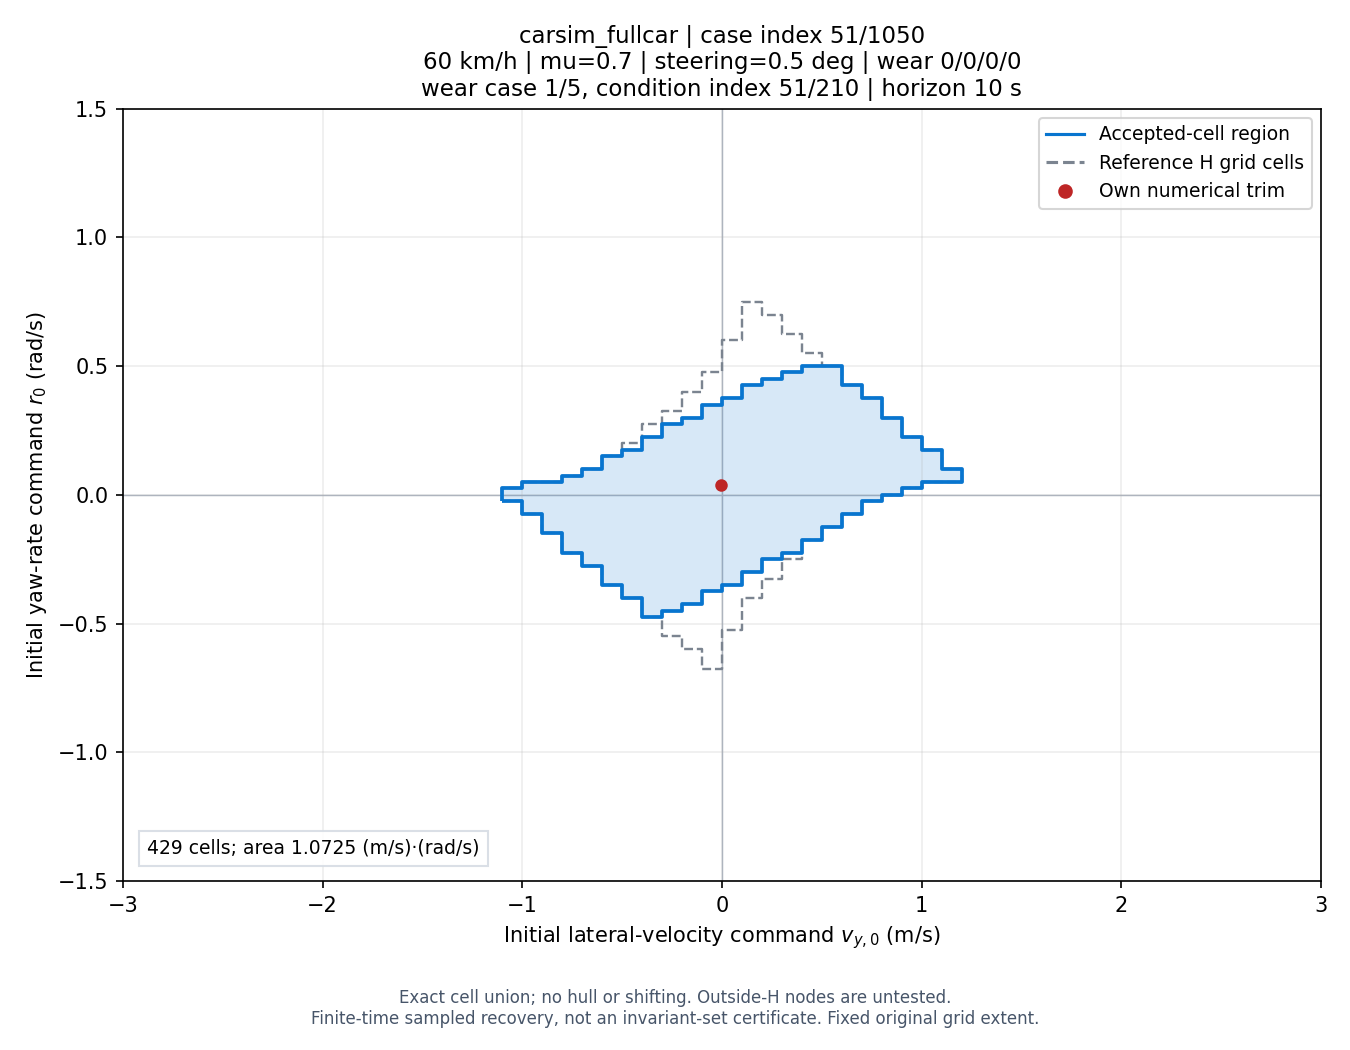 carsim_fullcar | case index 51/1050
60 km/h | mu=0.7 | steering=0.5 deg | wear 0/0/0/0
wear case 1/5, condition index 51/210 | horizon 10 s
Accepted-cell region
Reference H grid cells
Own numerical trim
Initial yaw-rate command r₀ (rad/s)
1.5
1.0
0.5
0.0
−0.5
−1.0
−1.5
429 cells; area 1.0725 (m/s)·(rad/s)
−3
−2
−1
0
1
2
3
Initial lateral-velocity command v_{y,0} (m/s)
Exact cell union; no hull or shifting. Outside-H nodes are untested.
Finite-time sampled recovery, not an invariant-set certificate. Fixed original grid extent.